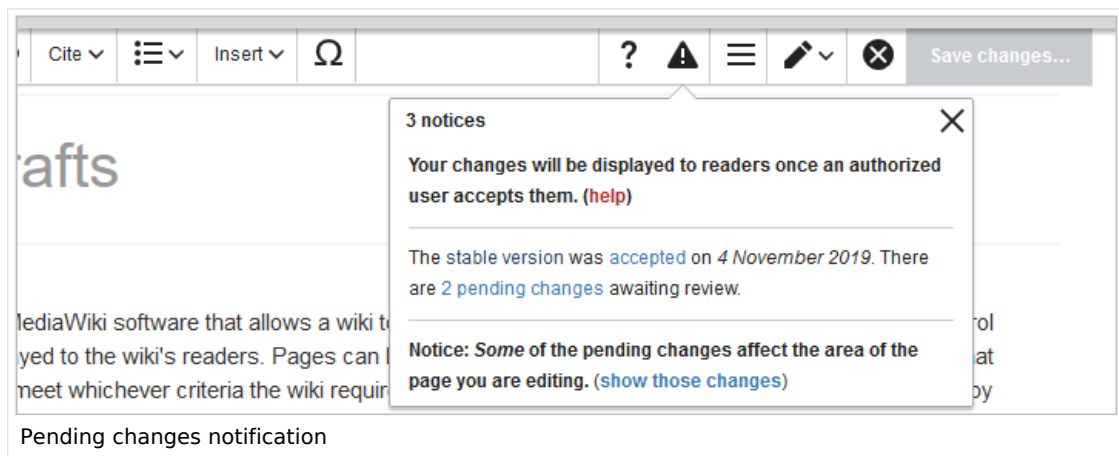 Cite Insert Ω ? Save changes...
3 notices
rafts
Your changes will be displayed to readers once an authorized
user accepts them. (help)
The stable version was accepted on 4 November 2019. There
are 2 pending changes awaiting review.
MediaWiki software that allows a wiki to
yed to the wiki's readers. Pages can
meet whichever criteria the wiki requir
Notice: Some of the pending changes affect the area of the
page you are editing. (show those changes)
rol
at
by
Pending changes notification